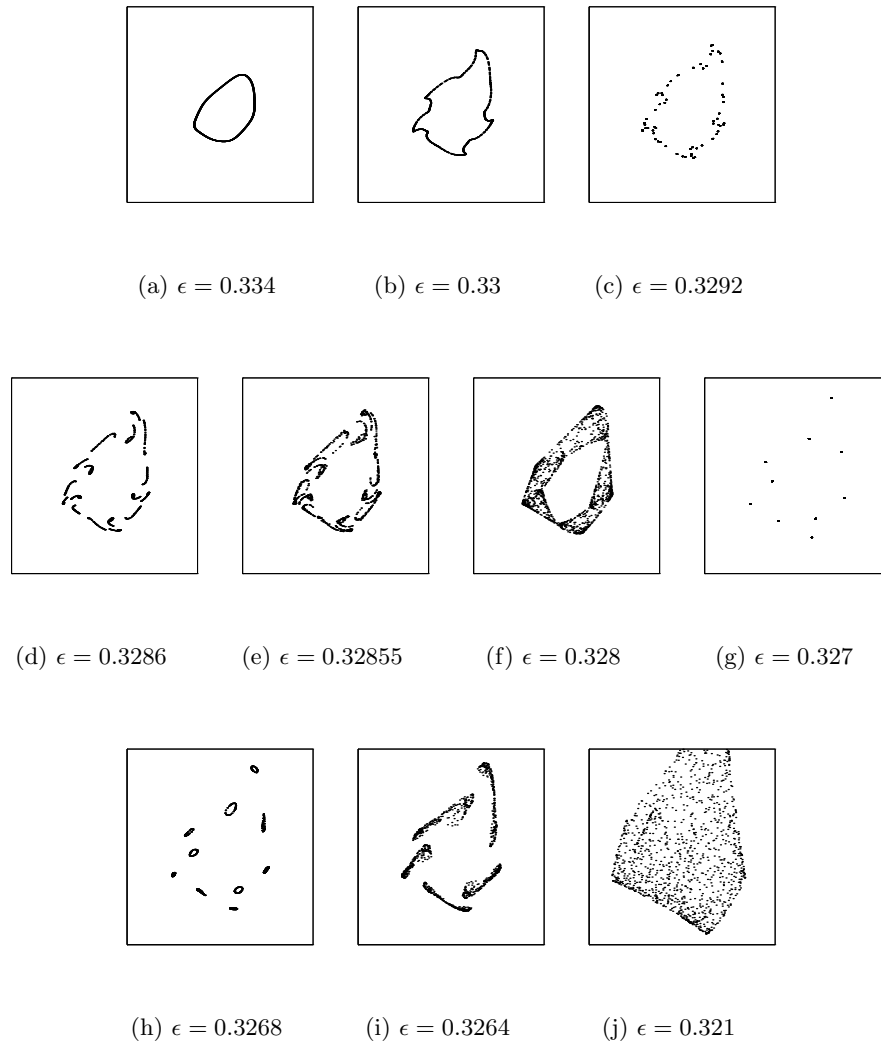 (a) ϵ = 0.334 (b) ϵ = 0.33 (c) ϵ = 0.3292
(d) ϵ = 0.3286 (e) ϵ = 0.32855 (f) ϵ = 0.328 (g) ϵ = 0.327
(h) ϵ = 0.3268 (i) ϵ = 0.3264 (j) ϵ = 0.321